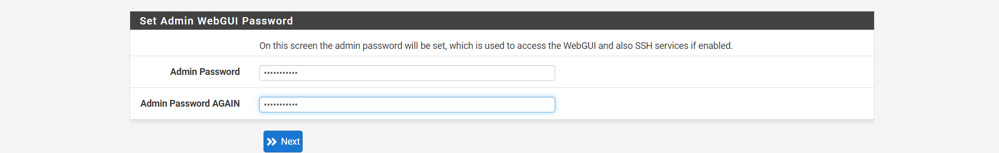 Set Admin WebGUI Password
On this screen the admin password will be set, which is used to access the WebGUI and also SSH services if enabled.
Admin Password •••••••••••
Admin Password AGAIN •••••••••••
Next